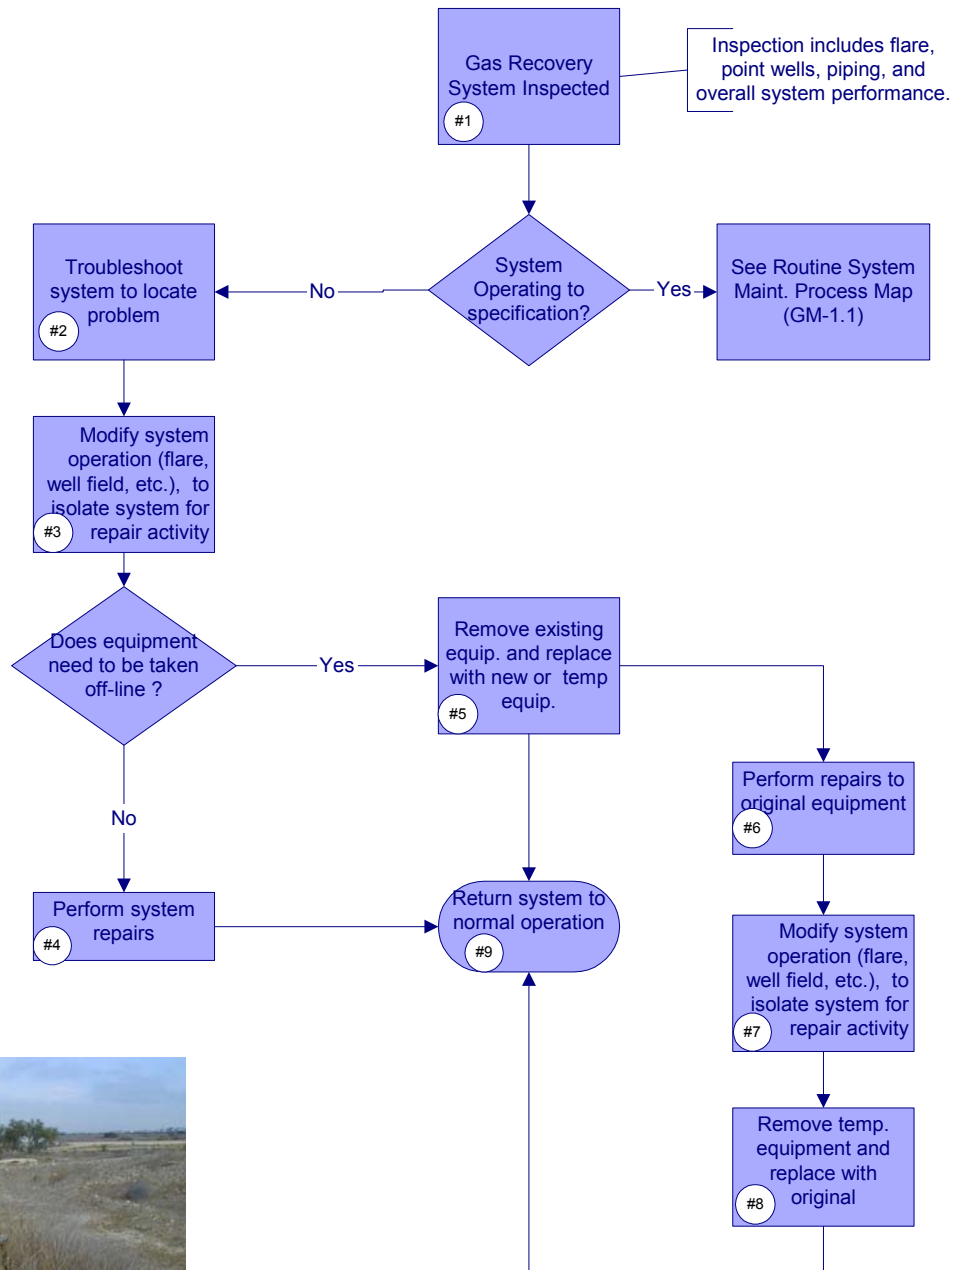 Gas Recovery
System Inspected
#1
Inspection includes flare,
point wells, piping, and
overall system performance.
System
Operating to
specification?
No
Yes
Troubleshoot
system to locate
problem
#2
See Routine System
Maint. Process Map
(GM-1.1)
Modify system
operation (flare,
well field, etc.), to
isolate system for
repair activity
#3
Does equipment
need to be taken
off-line ?
Yes
Remove existing
equip. and replace
with new or temp
equip.
#5
No
Perform repairs to
original equipment
#6
Perform system
repairs
#4
Return system to
normal operation
#9
Modify system
operation (flare,
well field, etc.), to
isolate system for
repair activity
#7
Remove temp.
equipment and
replace with
original
#8